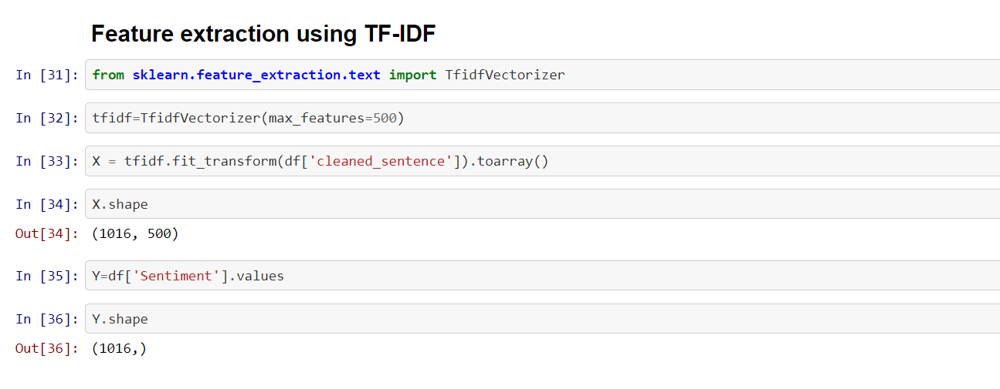 Feature extraction using TF-IDF
In [31]: from sklearn.feature_extraction.text import TfidfVectorizer
In [32]: tfidf=TfidfVectorizer(max_features=500)
In [33]: X = tfidf.fit_transform(df['cleaned_sentence']).toarray()
In [34]: X.shape
Out[34]: (1016, 500)
In [35]: Y=df['Sentiment'].values
In [36]: Y.shape
Out[36]: (1016,)